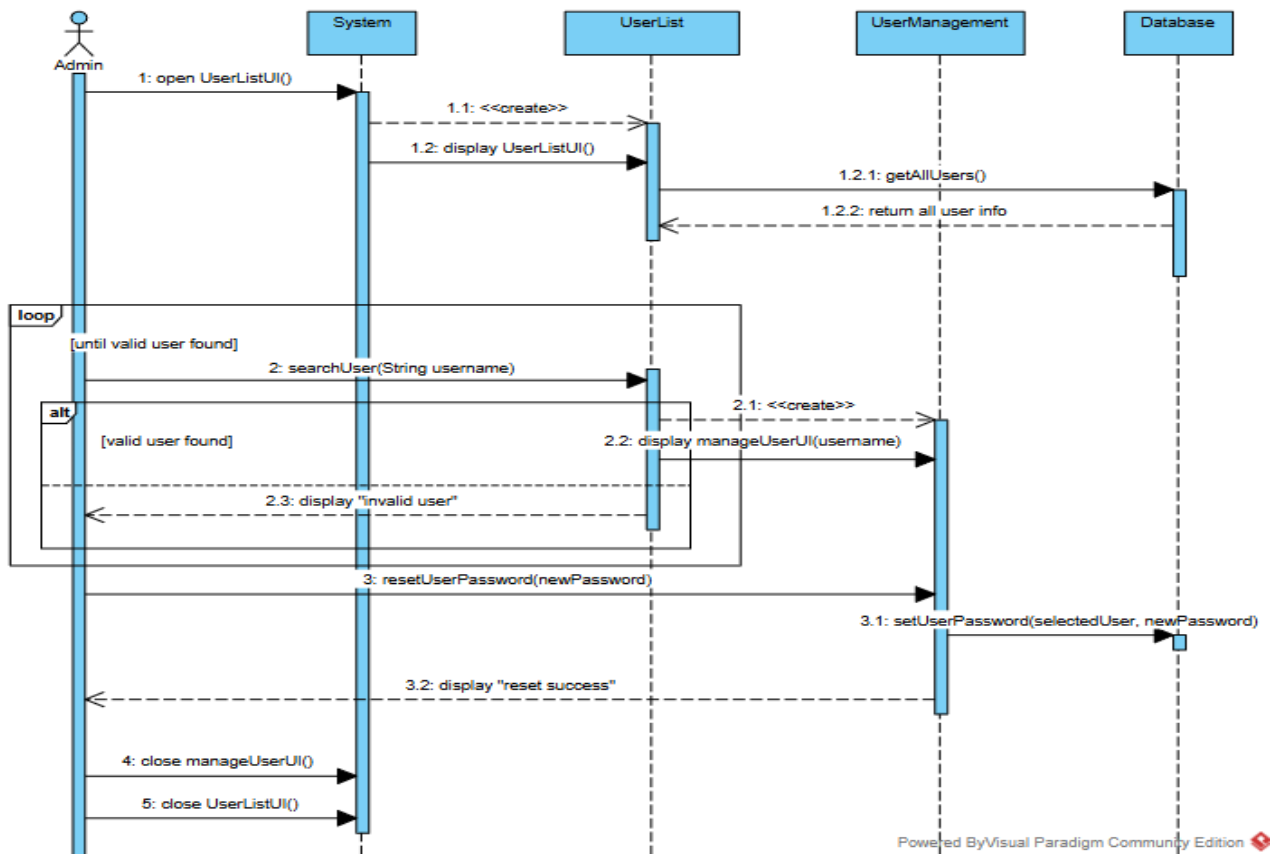 System
UserList
UserManagement
Database
Admin
1: open UserListUI()
1.1: <<create>>
1.2: display UserListUI()
1.2.1: getAllUsers()
1.2.2: return all user info
loop
[until valid user found]
2: searchUser(String username)
alt
2.1: <<create>>
[valid user found]
2.2: display manageUserUI(username)
2.3: display "invalid user"
3: resetUserPassword(newPassword)
3.1: setUserPassword(selectedUser, newPassword)
3.2: display "reset success"
4: close manageUserUI()
5: close UserListUI()
Powered ByVisual Paradigm Community Edition